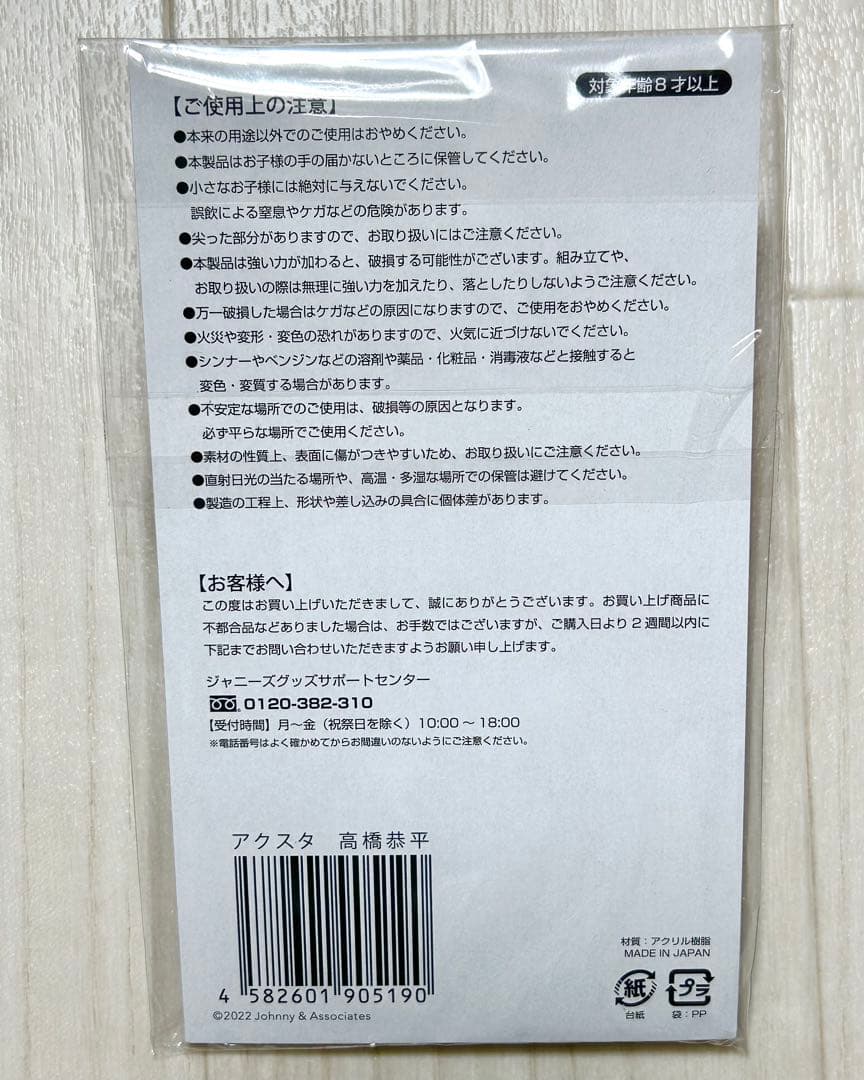 対象年齢8才以上
【ご使用上の注意】
●本来の用途以外でのご使用はおやめください。
●本製品はお子様の手の届かないところに保管してください。
●小さなお子様には絶対に与えないでください。
誤飲による窒息やケガなどの危険があります。
●尖った部分がありますので、お取り扱いにはご注意ください。
●本製品は強い力が加わると、破損する可能性がございます。組み立てや、
お取り扱いの際は無理に強い力を加えたり、落としたりしないようご注意ください。
●万一破損した場合はケガなどの原因になりますので、ご使用をおやめください。
●火災や変形・変色の恐れがありますので、火気に近づけないでください。
●シンナーやベンジンなどの溶剤や薬品・化粧品・消毒液などと接触すると
変色・変質する場合があります。
●不安定な場所でのご使用は、破損等の原因となります。
必ず平らな場所でご使用ください。
●素材の性質上、表面に傷がつきやすいため、お取り扱いにご注意ください。
●直射日光の当たる場所や、高温・多湿な場所での保管は避けてください。
●製造の工程上、形状や差し込みの具合に個体差があります。
【お客様へ】
この度はお買い上げいただきまして、誠にありがとうございます。お買い上げ商品に
不都合品などありました場合は、お手数ではございますが、ご購入日より2週間以内に
下記までお問い合わせいただきますようお願い申し上げます。
ジャニーズグッズサポートセンター
0120-382-310
【受付時間】月〜金（祝祭日を除く）10:00〜18:00
※電話番号はよく確かめてからお間違いのないようにご注意ください。
アクスタ 高橋恭平
4 582601 905190
©2022 Johnny & Associates
材質：アクリル樹脂
MADE IN JAPAN
紙 プラ
台紙 袋：PP